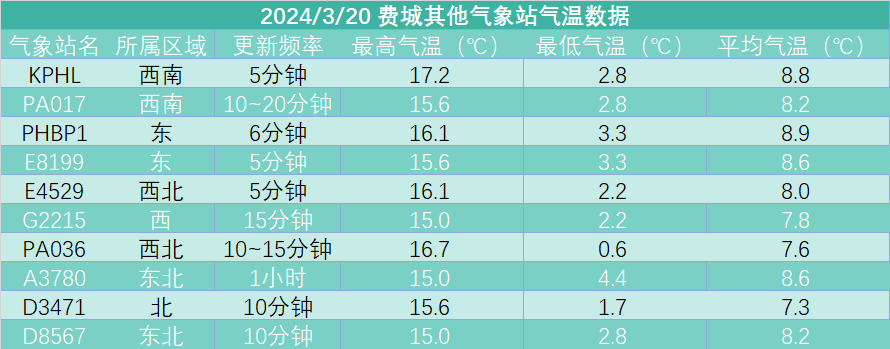 2024/3/20 费城其他气象站气温数据
气象站名 所属区域 更新频率 最高气温（℃） 最低气温（℃） 平均气温（℃）
KPHL 西南 5分钟 17.2 2.8 8.8
PA017 西南 10~20分钟 15.6 2.8 8.2
PHBP1 东 6分钟 16.1 3.3 8.9
E8199 东 5分钟 15.6 3.3 8.6
E4529 西北 5分钟 16.1 2.2 8.0
G2215 西 15分钟 15.0 2.2 7.8
PA036 西北 10~15分钟 16.7 0.6 7.6
A3780 东北 1小时 15.0 4.4 8.6
D3471 北 10分钟 15.6 1.7 7.3
D8567 东北 10分钟 15.0 2.8 8.2